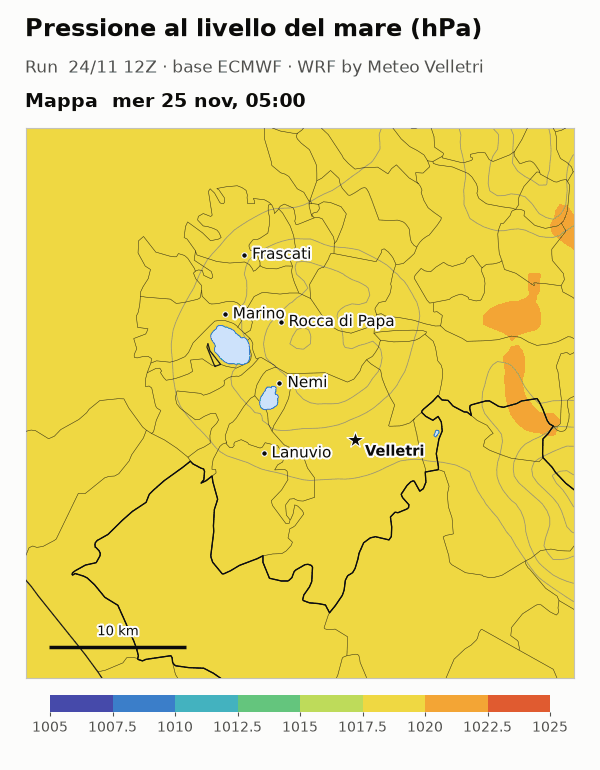 Pressione al livello del mare (hPa)
Run  24/11 12Z · base ECMWF · WRF by Meteo Velletri
Mappa  mer 25 nov, 05:00
Frascati
Marino
Rocca di Papa
Nemi
Velletri
Lanuvio
10 km
1005 1007.5 1010 1012.5 1015 1017.5 1020 1022.5 1025